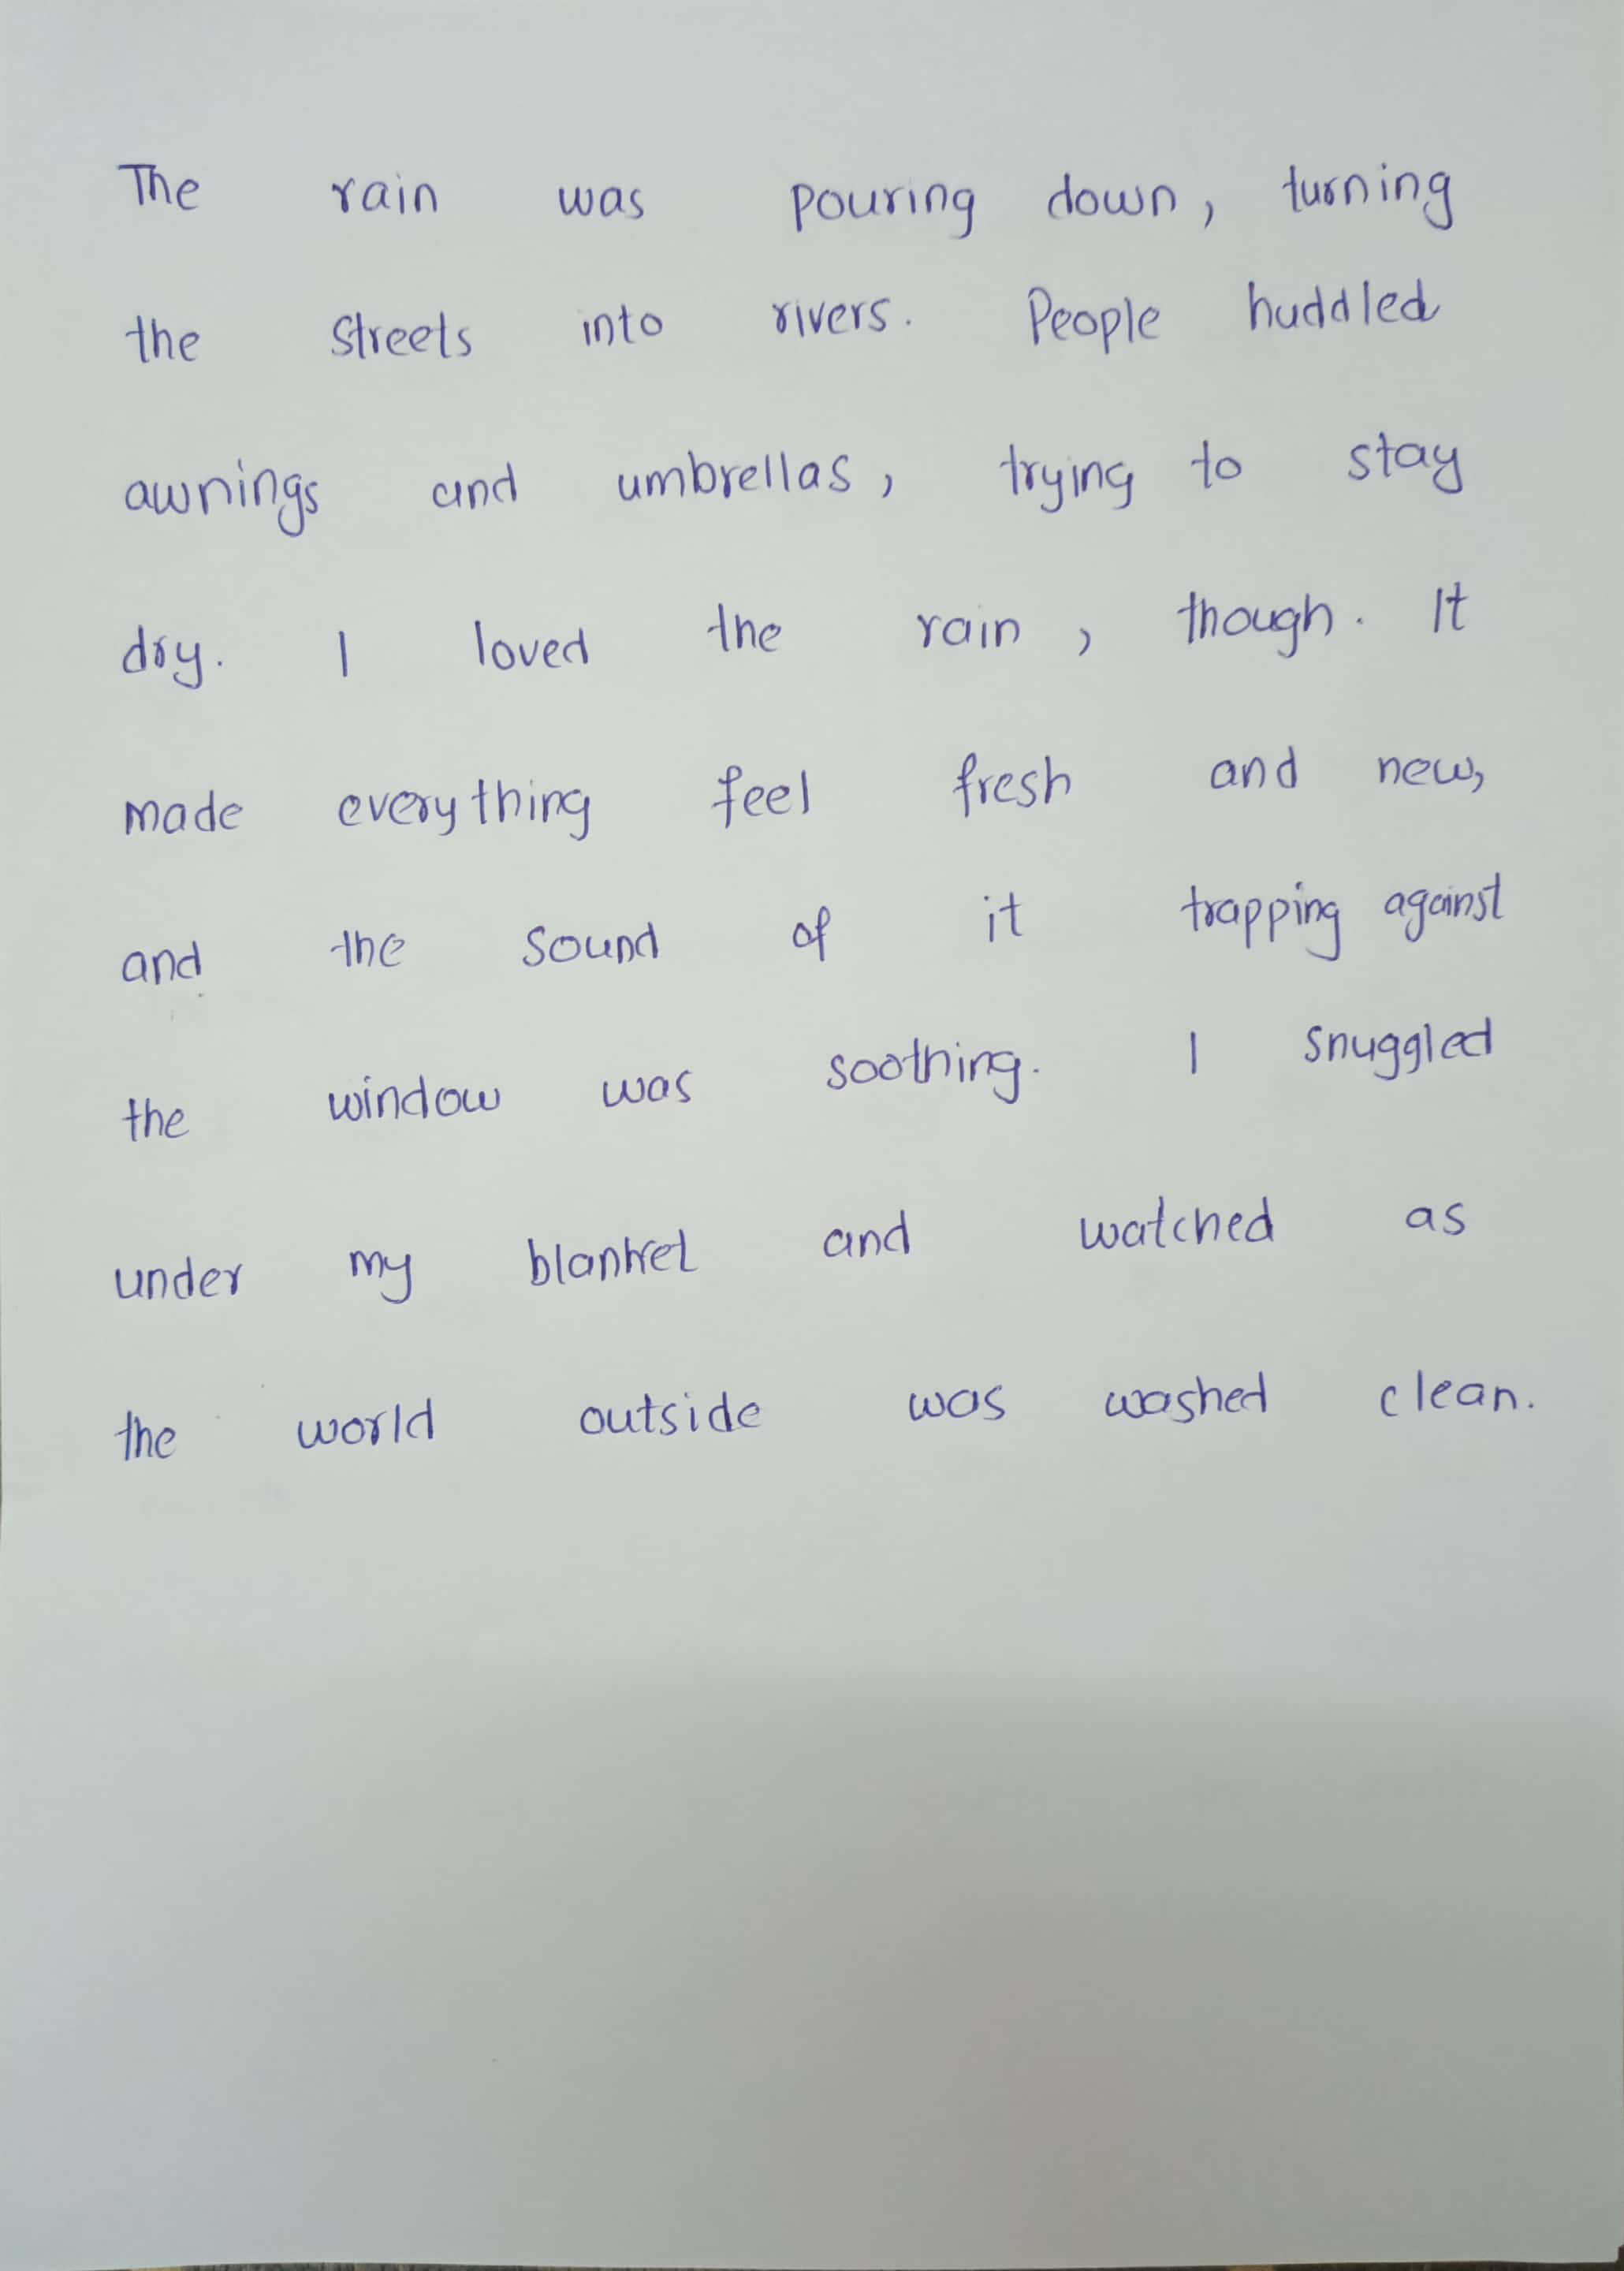 The rain was pouring down, turning
the streets into rivers. People huddled
awnings and umbrellas, trying to stay
dry. I loved the rain, though. It
made everything feel fresh and new,
and the sound of it trapping against
the window was soothing. I snuggled
under my blanket and watched as
the world outside was washed clean.